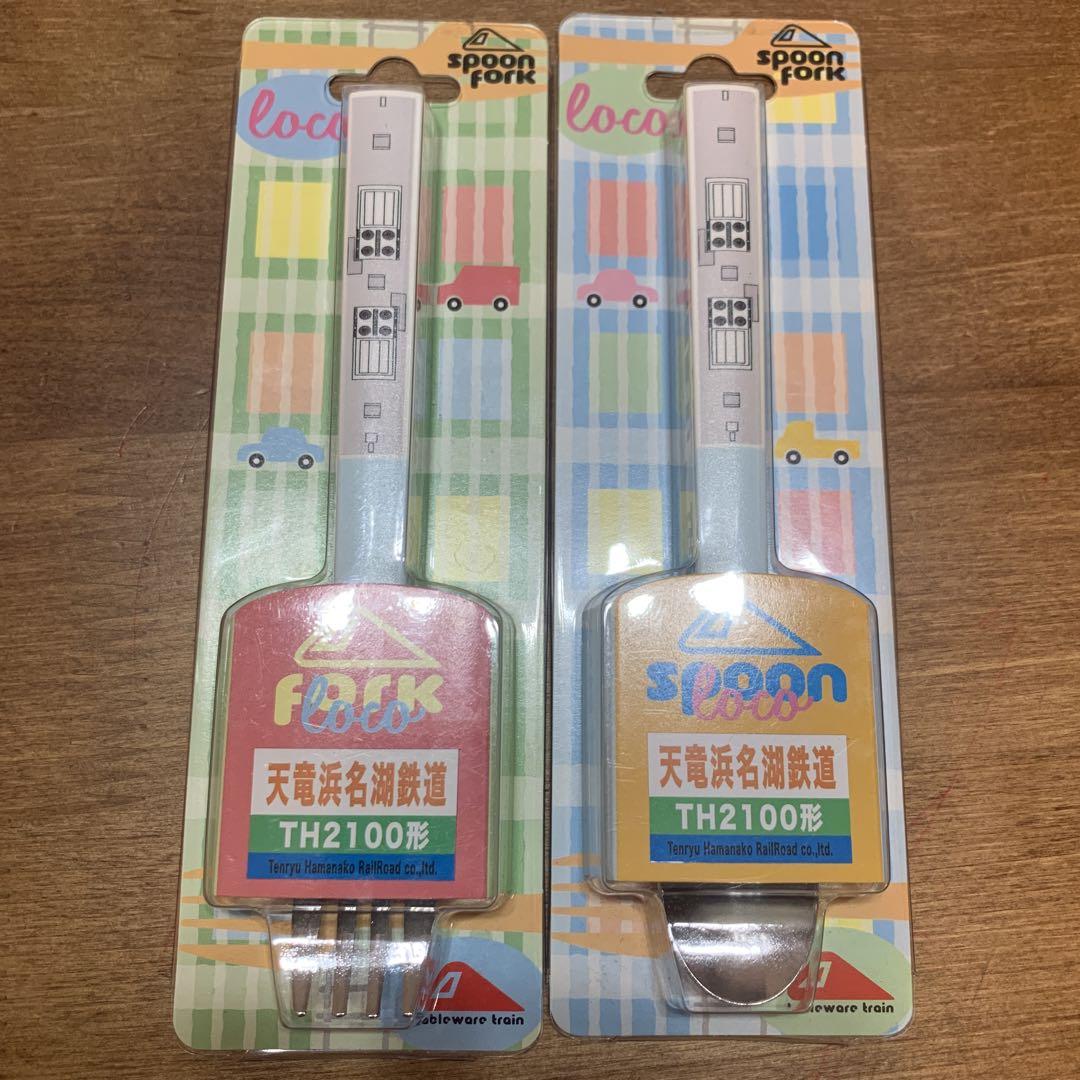 spoon
fork
loco
fork
loco
天竜浜名湖鉄道
TH2100形
Tenryu Hamanako RailRoad co.,ltd.
tableware train
spoon
fork
loco
spoon
loco
天竜浜名湖鉄道
TH2100形
Tenryu Hamanako RailRoad co.,ltd.
tableware train